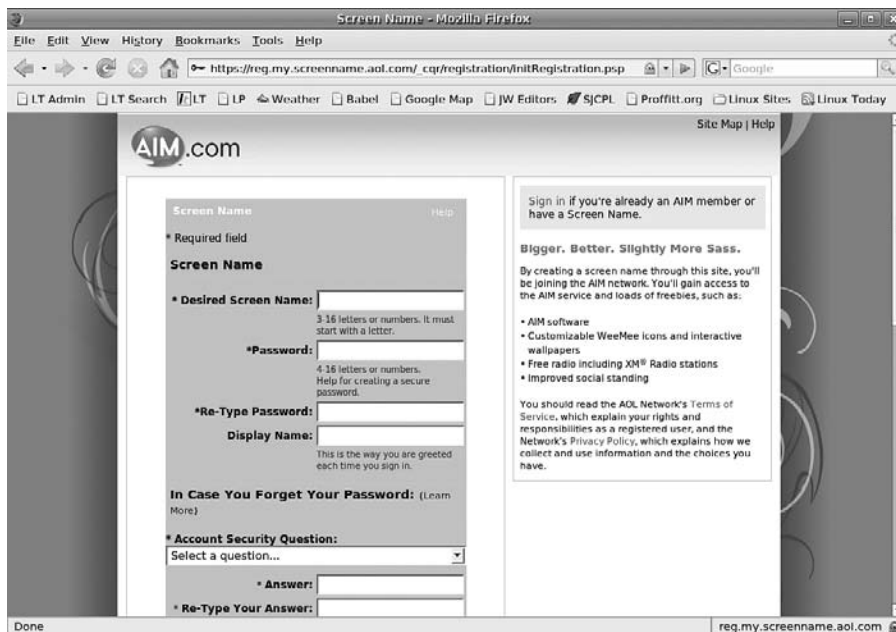 Screen Name - Mozilla Firefox
File Edit View History Bookmarks Tools Help
https://reg.my.screenname.aol.com/_cqr/registration/initRegistration.psp
G Google
LT Admin LT Search LT LP Weather Babel Google Map JW Editors SJCPL Proffitt.org Linux Sites Linux Today
Site Map | Help
AIM.com
Screen Name Help
* Required field
Screen Name
* Desired Screen Name:
3-16 letters or numbers. It must
start with a letter.
*Password:
4-16 letters or numbers.
Help for creating a secure
password.
*Re-Type Password:
Display Name:
This is the way you are greeted
each time you sign in.
In Case You Forget Your Password: (Learn
More)
* Account Security Question:
Select a question...
* Answer:
* Re-Type Your Answer:
Sign in if you're already an AIM member or
have a Screen Name.
Bigger. Better. Slightly More Sass.
By creating a screen name through this site, you'll
be joining the AIM network. You'll gain access to
the AIM service and loads of freebies, such as:
• AIM software
• Customizable WeeMee icons and interactive
wallpapers
• Free radio including XM® Radio stations
• Improved social standing
You should read the AOL Network's Terms of
Service, which explain your rights and
responsibilities as a registered user, and the
Network's Privacy Policy, which explains how we
collect and use information and the choices you
have.
Done
reg.my.screenname.aol.com